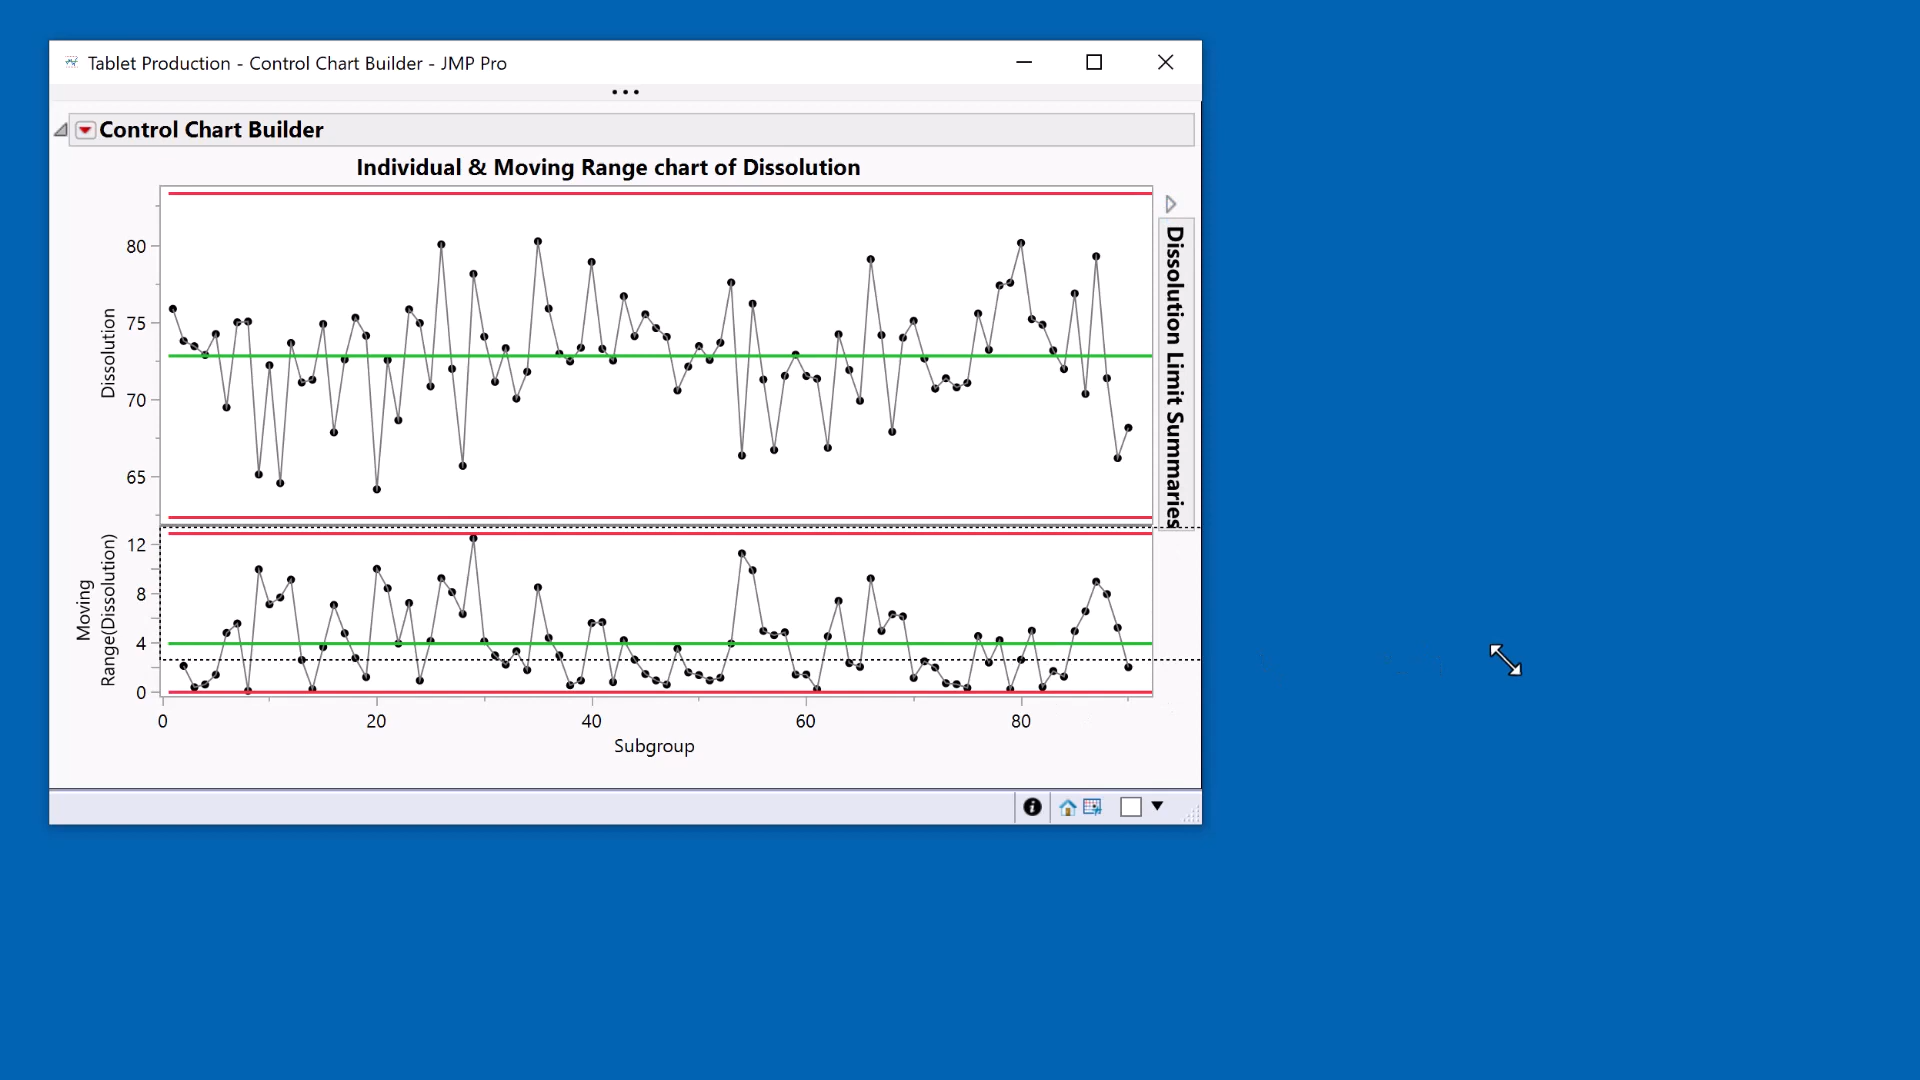 Tablet Production - Control Chart Builder - JMP Pro
Control Chart Builder
Individual & Moving Range chart of Dissolution
Dissolution
80
75
70
65
Dissolution Limit Summaries
Moving
Range(Dissolution)
12
8
4
0
0 20 40 60 80
Subgroup